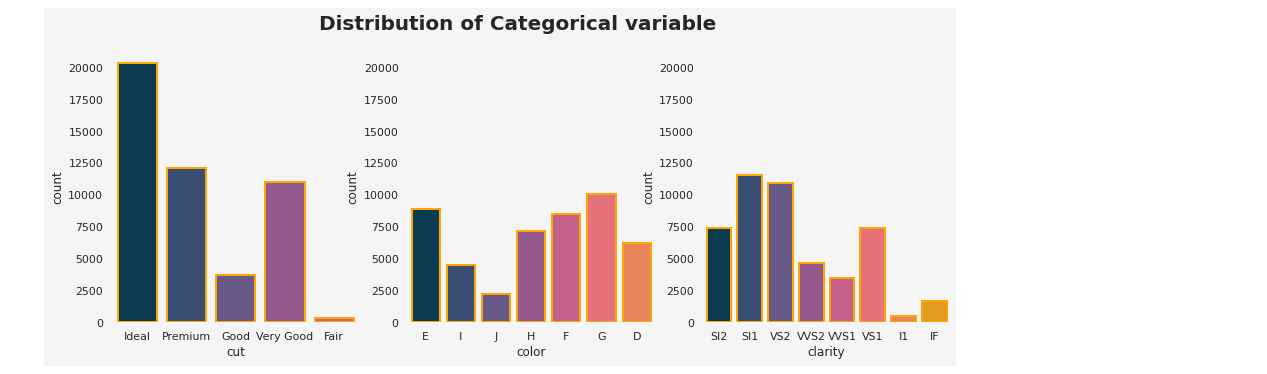 Distribution of Categorical variable
20000
17500
15000
12500
10000
7500
5000
2500
0
count
Ideal Premium Good Very Good Fair
cut
20000
17500
15000
12500
10000
7500
5000
2500
0
count
E I J H F G D
color
20000
17500
15000
12500
10000
7500
5000
2500
0
count
SI2 SI1 VS2 VVS2 VVS1 VS1 I1 IF
clarity